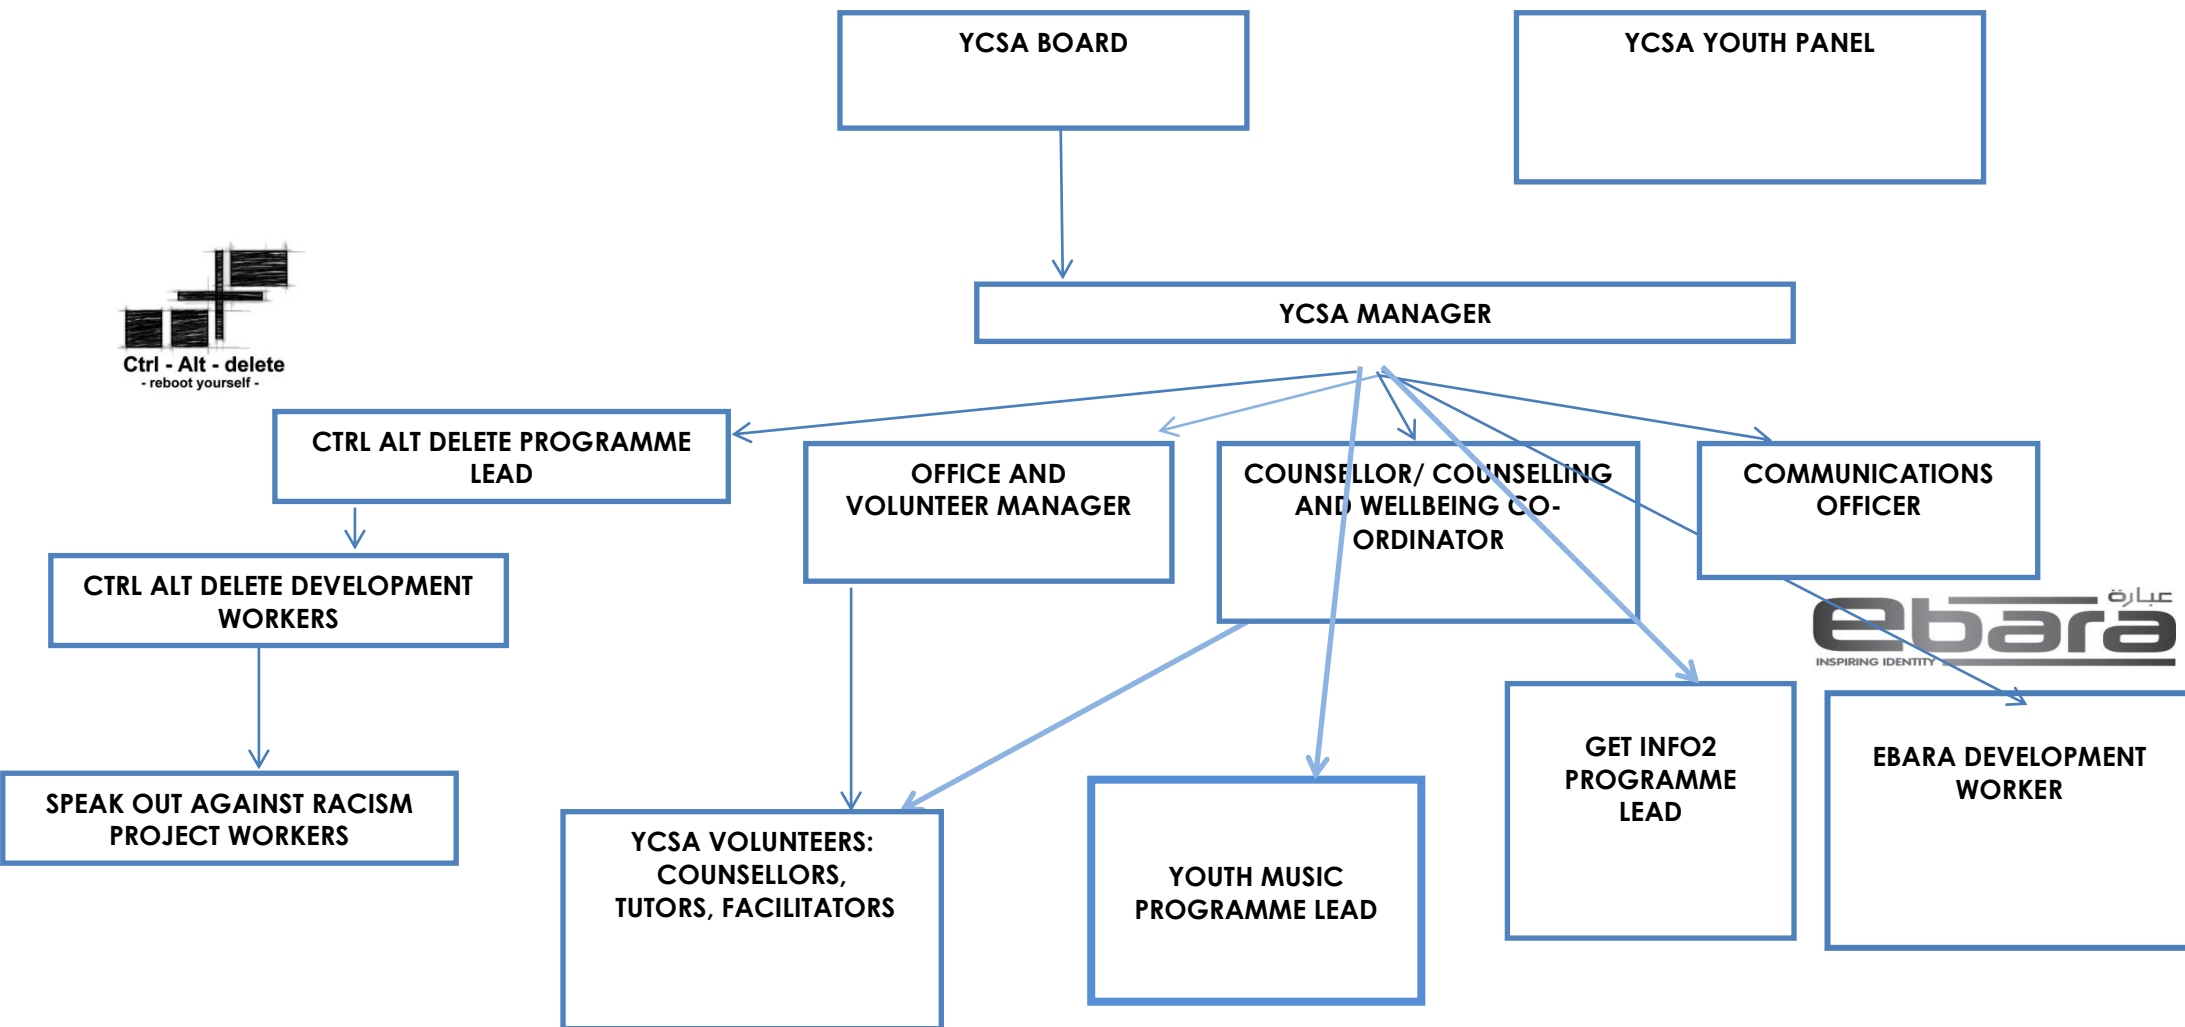 YCSA BOARD
YCSA YOUTH PANEL
YCSA MANAGER
Ctrl - Alt - delete
- reboot yourself -
CTRL ALT DELETE PROGRAMME
LEAD
OFFICE AND
VOLUNTEER MANAGER
COUNSELLOR/ COUNSELLING
AND WELLBEING CO-
ORDINATOR
COMMUNICATIONS
OFFICER
CTRL ALT DELETE DEVELOPMENT
WORKERS
عبارة
ebara
INSPIRING IDENTITY
SPEAK OUT AGAINST RACISM
PROJECT WORKERS
YCSA VOLUNTEERS:
COUNSELLORS,
TUTORS, FACILITATORS
YOUTH MUSIC
PROGRAMME LEAD
GET INFO2
PROGRAMME
LEAD
EBARA DEVELOPMENT
WORKER